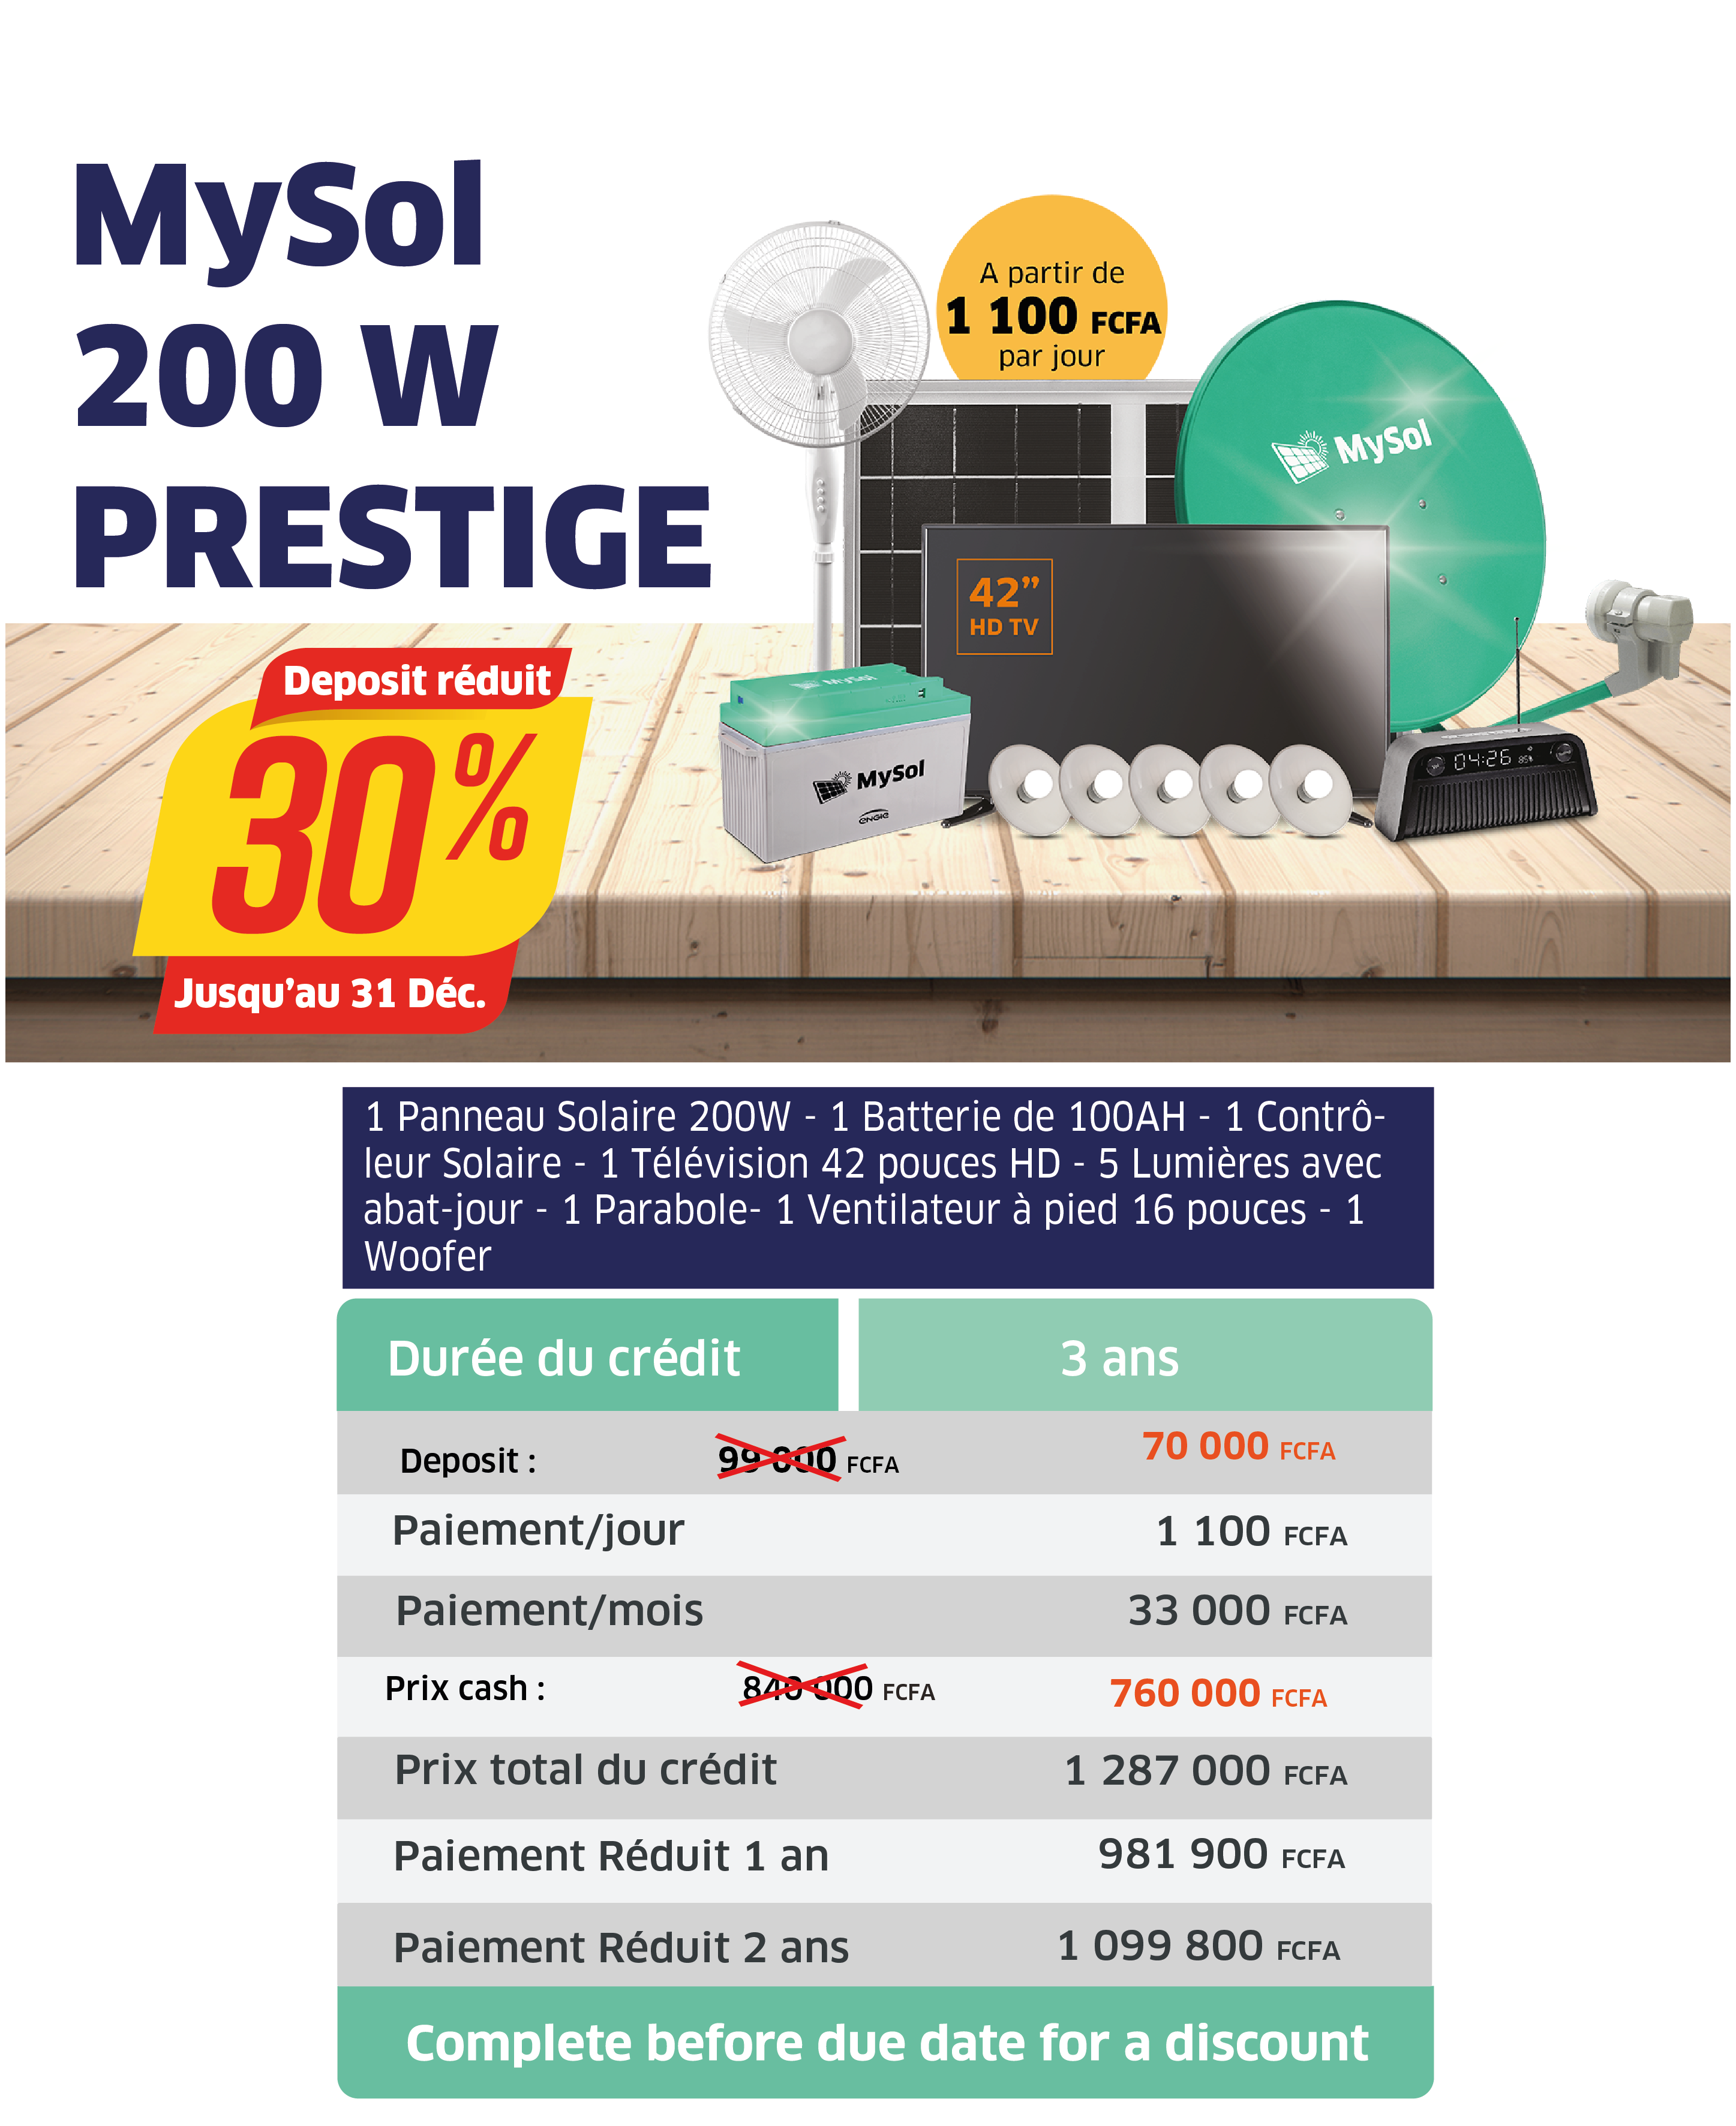 MySol
200 W
PRESTIGE
A partir de
1 100 FCFA
par jour
MySol
42”
HD TV
Deposit réduit
30%
Jusqu’au 31 Déc.
MySol
MySol
ENGIE
04:26
Durée du crédit 3 ans
1 Panneau Solaire 200W - 1 Batterie de 100AH - 1 Contrô-
leur Solaire - 1 Télévision 42 pouces HD - 5 Lumières avec
abat-jour - 1 Parabole- 1 Ventilateur à pied 16 pouces - 1
Woofer
Deposit : 99 000 FCFA 70 000 FCFA
Paiement/jour 1 100 FCFA
Paiement/mois 33 000 FCFA
Prix cash : 840 000 FCFA 760 000 FCFA
Prix total du crédit 1 287 000 FCFA
Paiement Réduit 1 an 981 900 FCFA
Paiement Réduit 2 ans 1 099 800 FCFA
Complete before due date for a discount